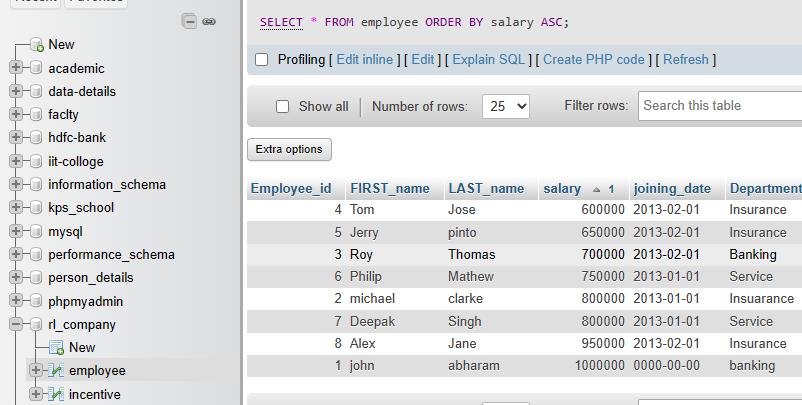 SELECT * FROM employee ORDER BY salary ASC;
Profiling [ Edit inline ] [ Edit ] [ Explain SQL ] [ Create PHP code ] [ Refresh ]
Show all Number of rows: 25 Filter rows: Search this table
Extra options
Employee_id FIRST_name LAST_name salary 1 joining_date Department
4 Tom Jose 600000 2013-02-01 Insurance
5 Jerry pinto 650000 2013-02-01 Insurance
3 Roy Thomas 700000 2013-02-01 Banking
6 Philip Mathew 750000 2013-01-01 Service
2 michael clarke 800000 2013-01-01 Insuarance
7 Deepak Singh 800000 2013-01-01 Service
8 Alex Jane 950000 2013-02-01 Insurance
1 john abharam 1000000 0000-00-00 banking
New
academic
data-details
faclty
hdfc-bank
iit-colloge
information_schema
kps_school
mysql
performance_schema
person_details
phpmyadmin
rl_company
New
employee
incentive